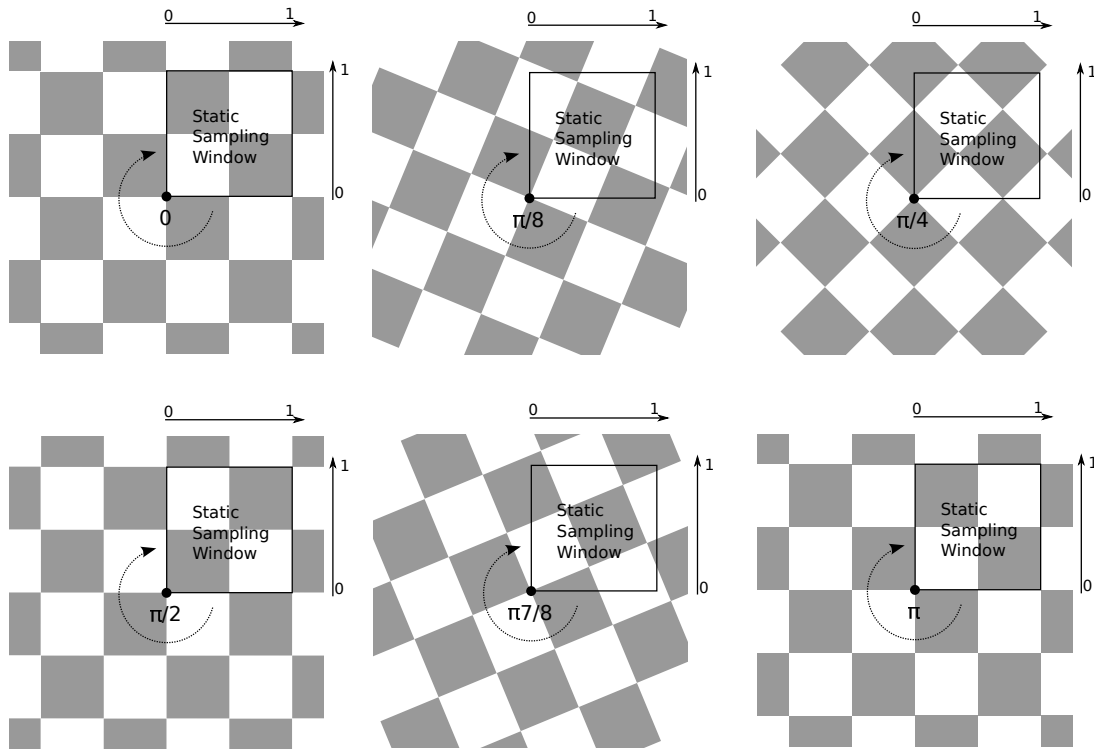 0 1
1
Static
Sampling
Window
0
0
0 1
1
Static
Sampling
Window
0
π/8
0 1
1
Static
Sampling
Window
0
π/4
0 1
1
Static
Sampling
Window
0
π/2
0 1
1
Static
Sampling
Window
0
π7/8
0 1
1
Static
Sampling
Window
0
π